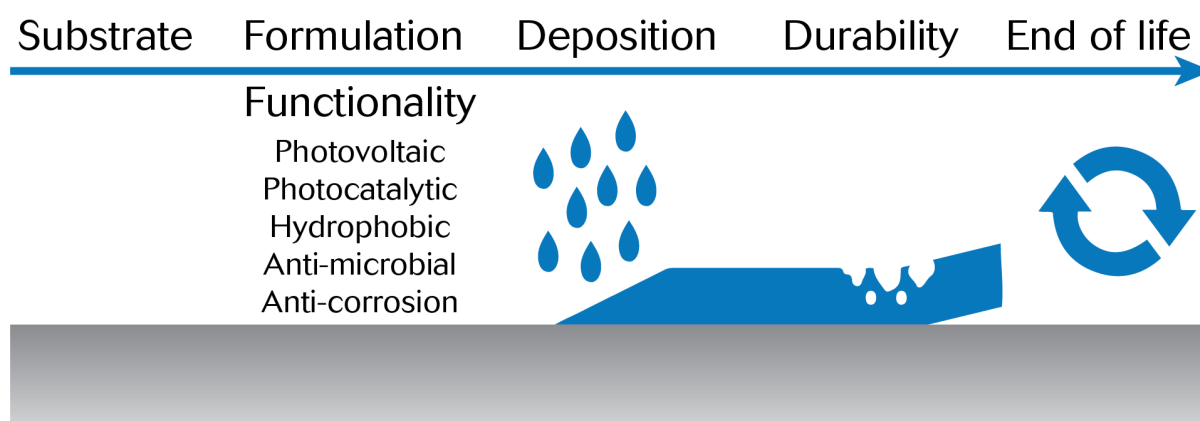 Substrate Formulation Deposition Durability End of life
Functionality
Photovoltaic
Photocatalytic
Hydrophobic
Anti-microbial
Anti-corrosion